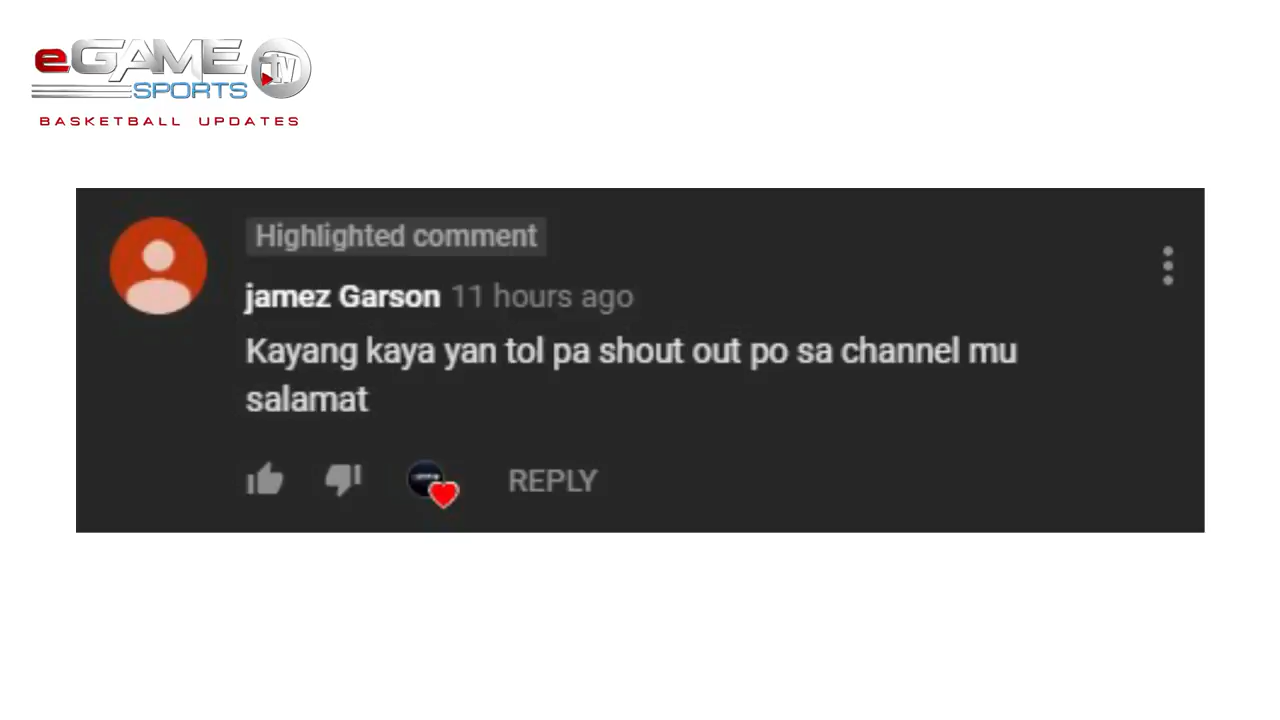 eGAME TV
SPORTS
BASKETBALL UPDATES
Highlighted comment
jamez Garson 11 hours ago
Kayang kaya yan tol pa shout out po sa channel mu
salamat
REPLY